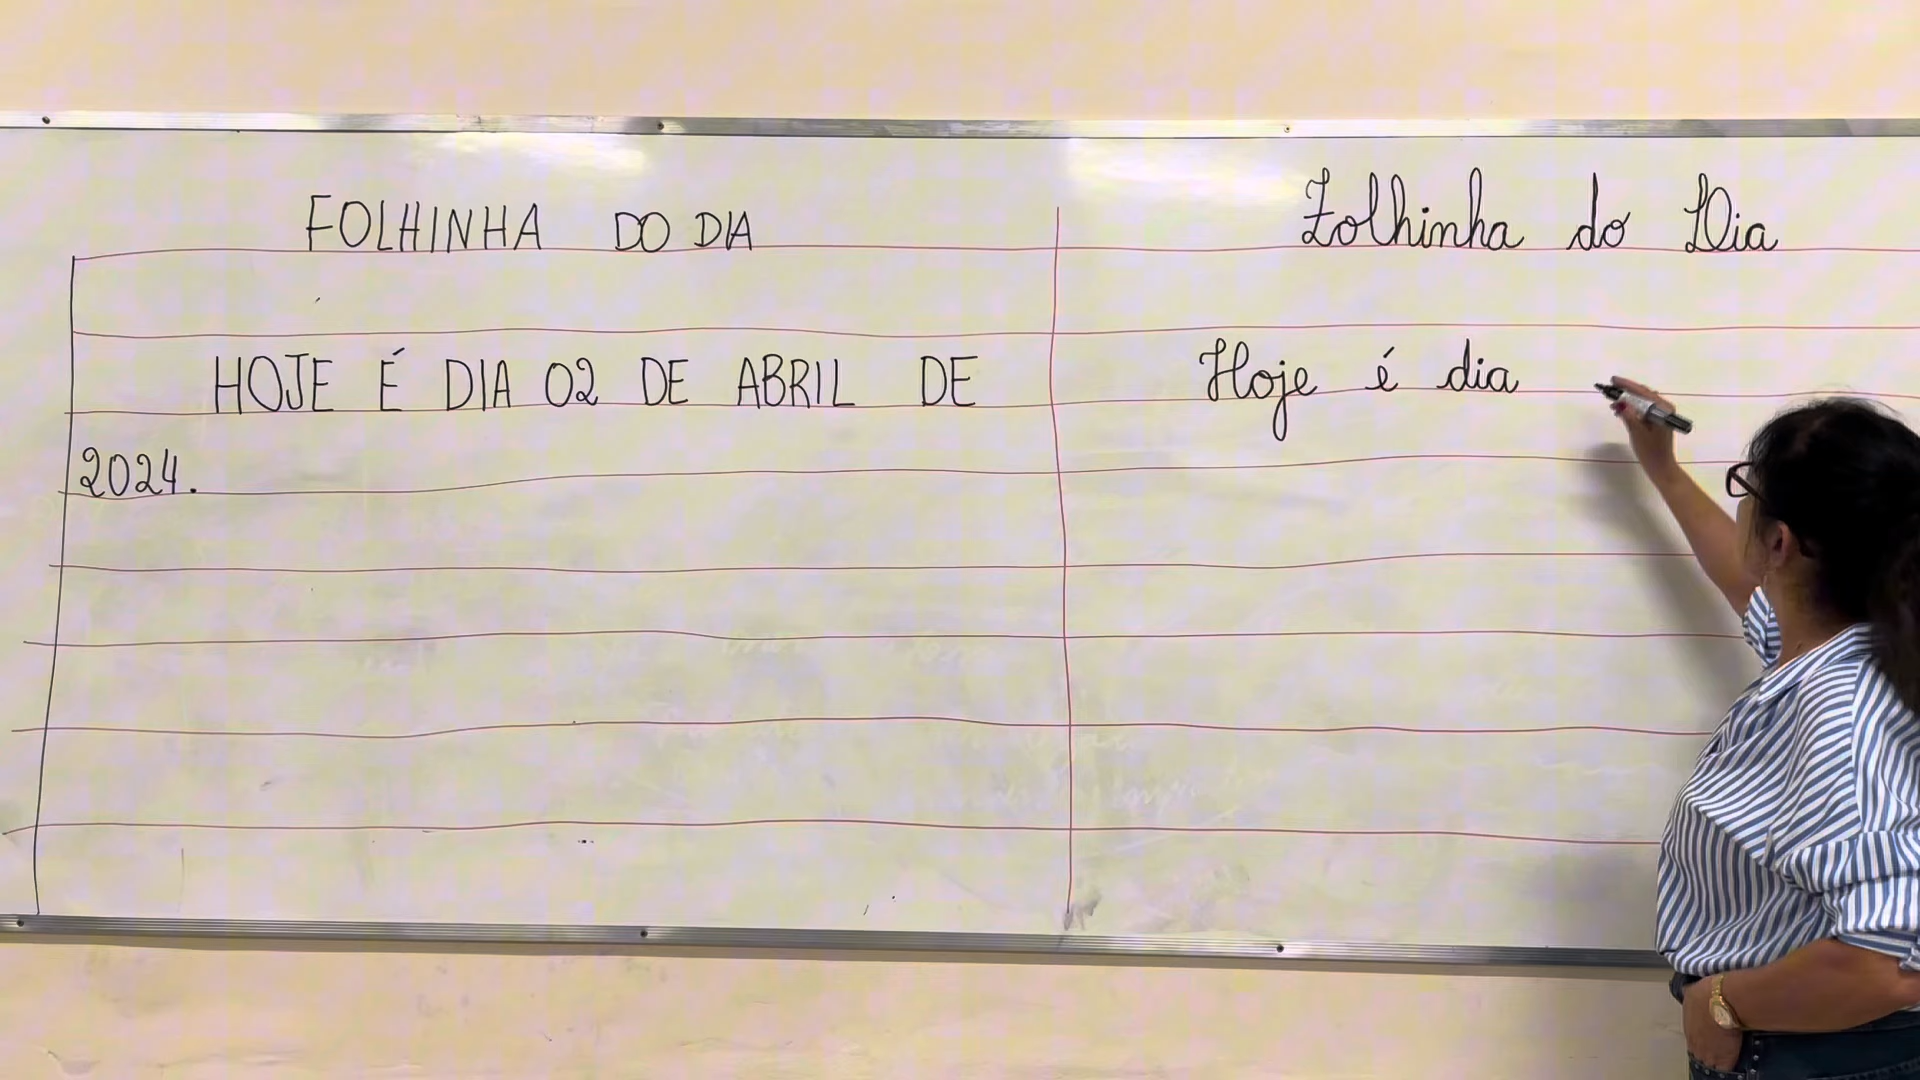 FOLHINHA DO DIA
HOJE É DIA 02 DE ABRIL DE
2024.
Folhinha do Dia
Hoje é dia